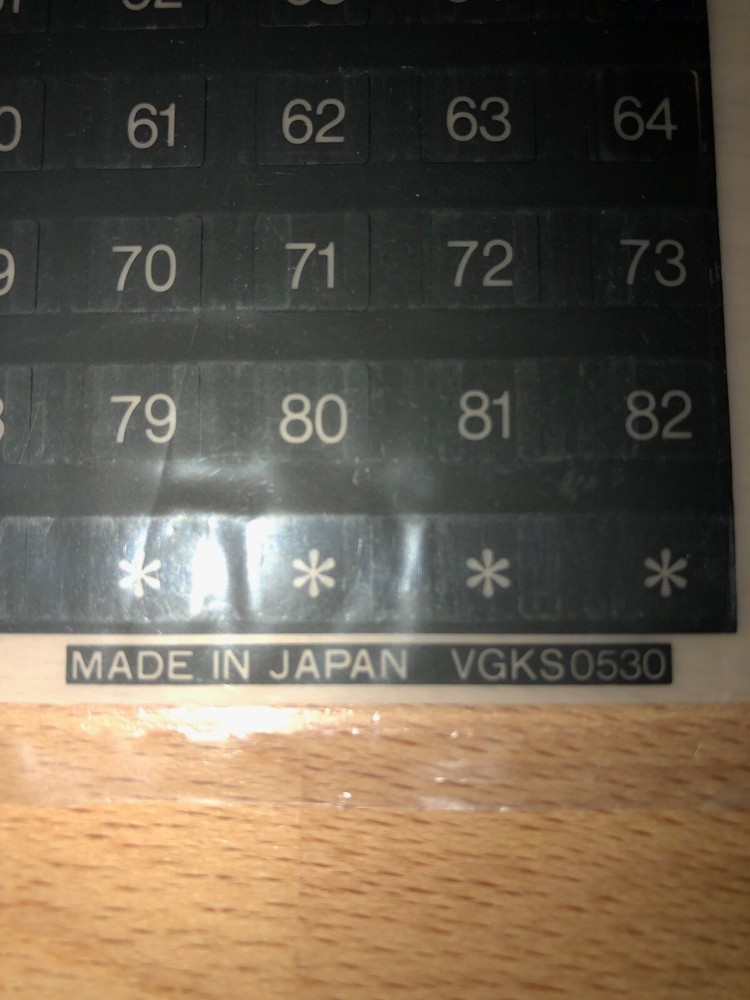 61 62 63 64
70 71 72 73
79 80 81 82
* * * *
MADE IN JAPAN VGKS0530